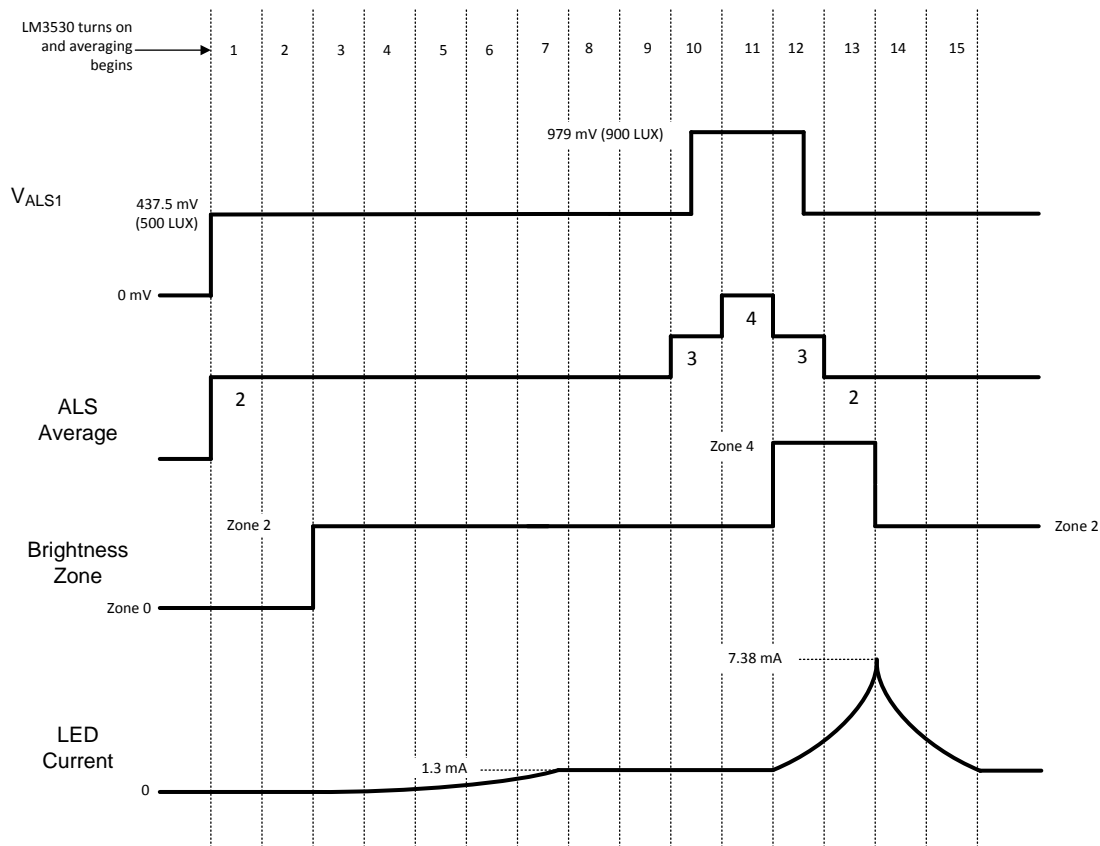 LM3530 turns on
and averaging
begins
1 2 3 4 5 6 7 8 9 10 11 12 13 14 15
979 mV (900 LUX)
VALS1
437.5 mV
(500 LUX)
0 mV
4
3 3
2 2
ALS
Average
Zone 4
Zone 2 Zone 2
Brightness
Zone
Zone 0
7.38 mA
LED
Current
1.3 mA
0